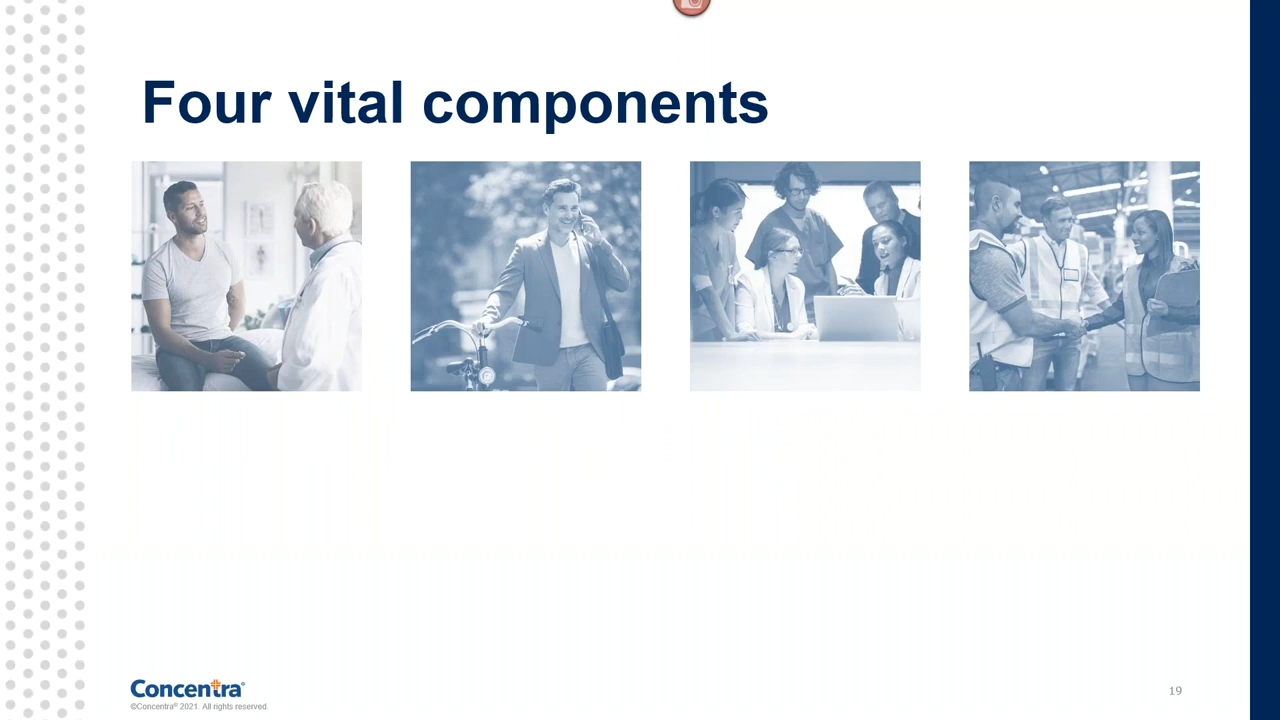 Four vital components
Concentra®
©Concentra® 2021. All rights reserved.
19